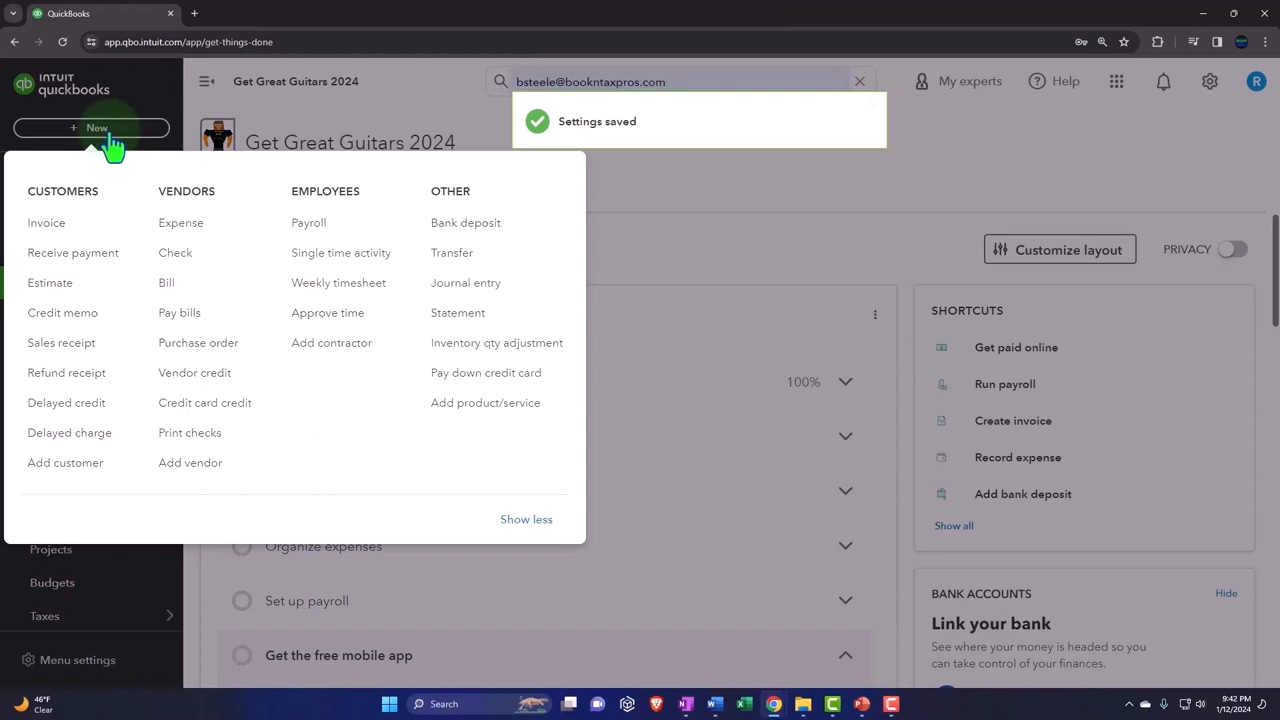 QuickBooks
app.qbo.intuit.com/app/get-things-done
INTUIT
quickbooks
Get Great Guitars 2024
bsteele@bookntaxpros.com
My experts
Help
R
+ New
Settings saved
Get Great Guitars 2024
CUSTOMERS
Invoice
Receive payment
Estimate
Credit memo
Sales receipt
Refund receipt
Delayed credit
Delayed charge
Add customer
VENDORS
Expense
Check
Bill
Pay bills
Purchase order
Vendor credit
Credit card credit
Print checks
Add vendor
EMPLOYEES
Payroll
Single time activity
Weekly timesheet
Approve time
Add contractor
OTHER
Bank deposit
Transfer
Journal entry
Statement
Inventory qty adjustment
Pay down credit card
Add product/service
Show less
Projects
Budgets
Taxes
Menu settings
Customize layout
PRIVACY
100%
Organize expenses
Set up payroll
Get the free mobile app
SHORTCUTS
Get paid online
Run payroll
Create invoice
Record expense
Add bank deposit
Show all
BANK ACCOUNTS
Hide
Link your bank
See where your money is headed so you
can take control of your finances.
46°F
Clear
Search
9:42 PM
1/12/2024